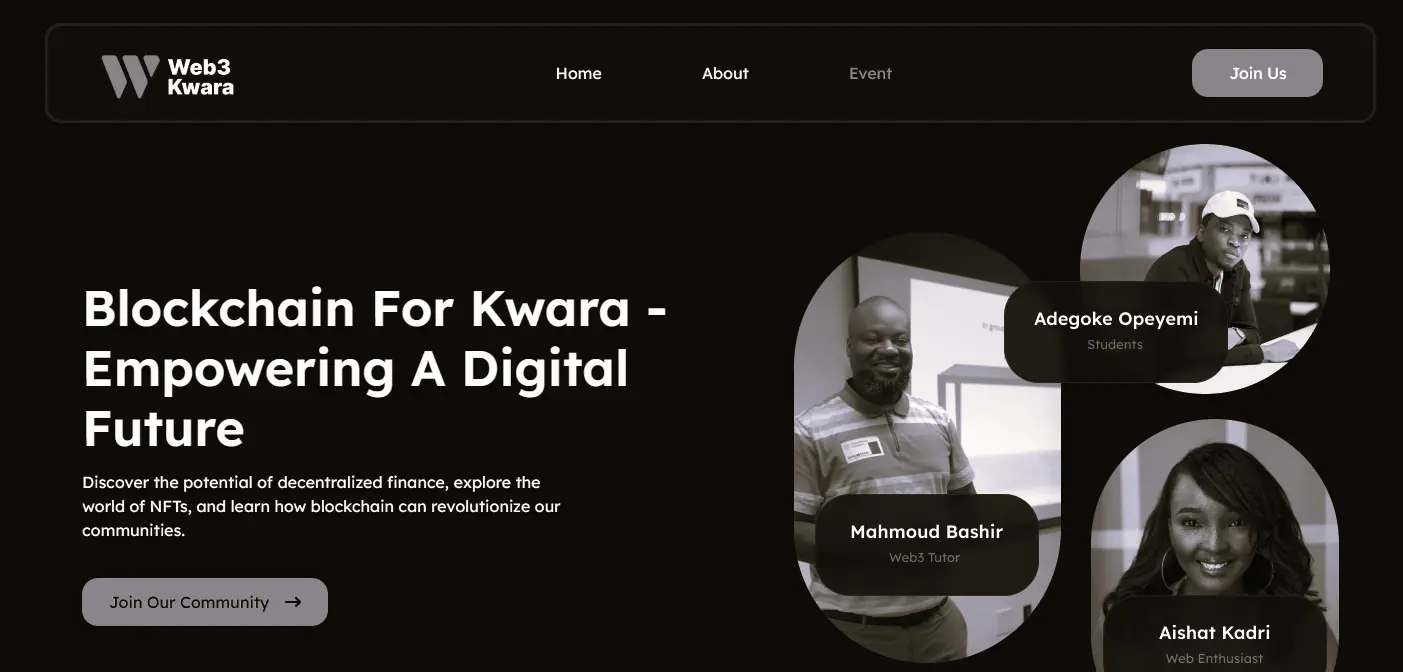 Web3
Kwara
Home
About
Event
Join Us
Blockchain For Kwara -
Empowering A Digital
Future
Discover the potential of decentralized finance, explore the
world of NFTs, and learn how blockchain can revolutionize our
communities.
Join Our Community →
Adegoke Opeyemi
Students
Mahmoud Bashir
Web3 Tutor
Aishat Kadri
Web Enthusiast